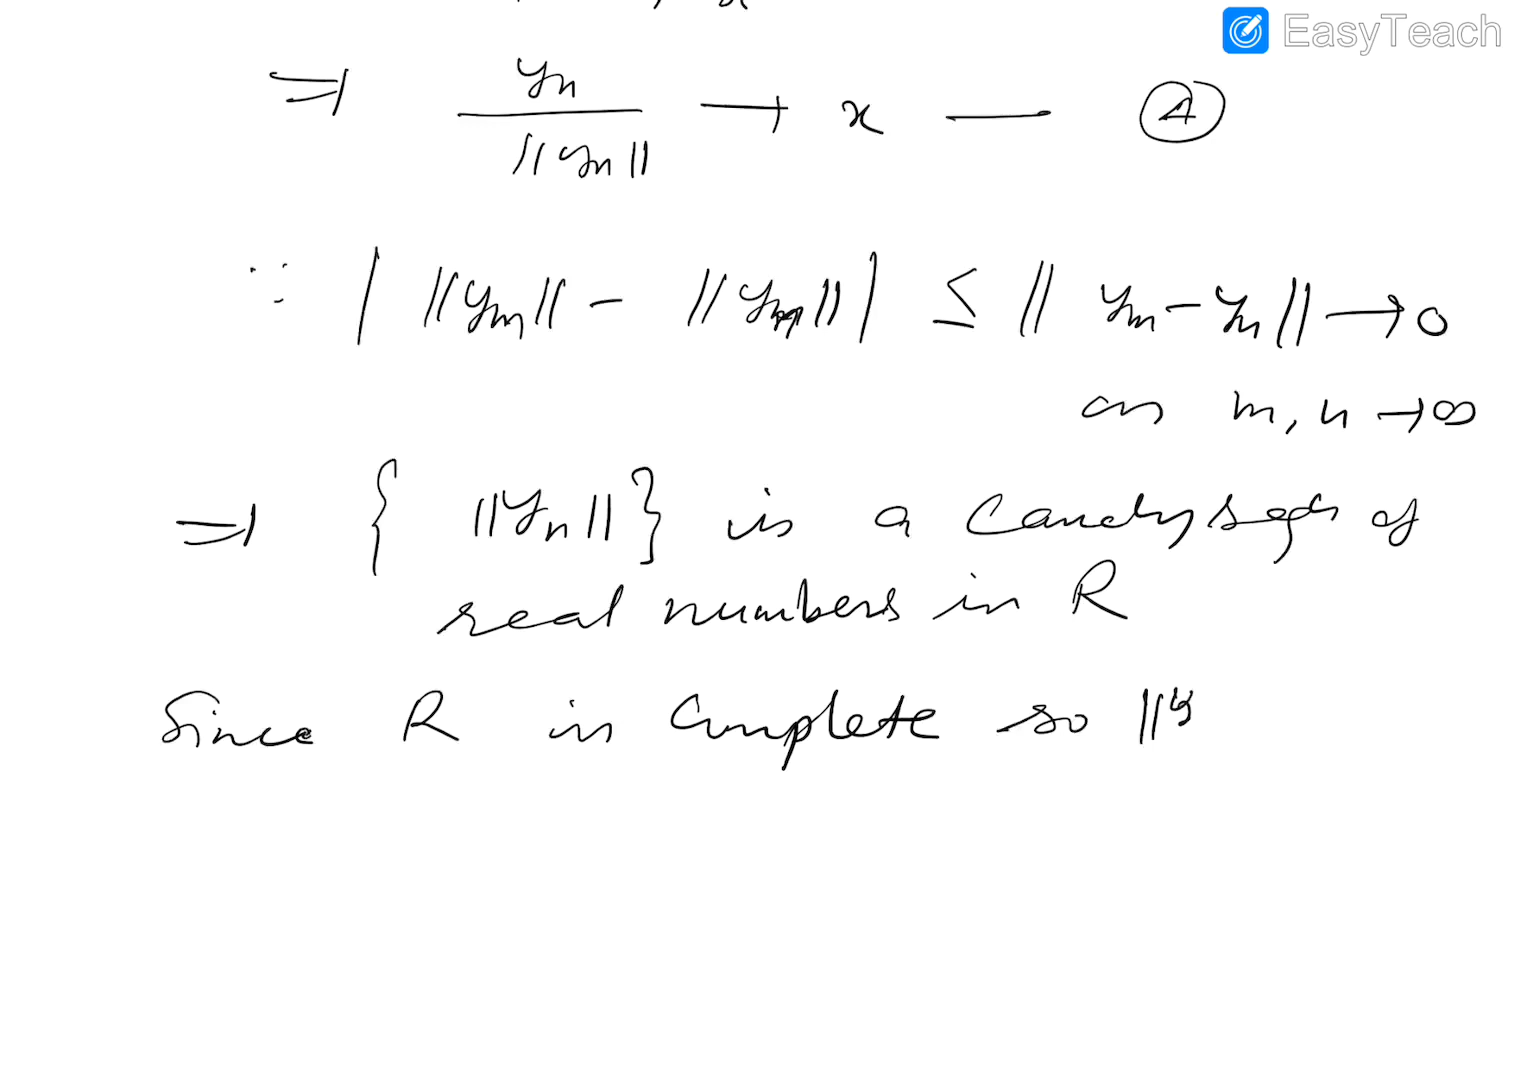 EasyTeach
⇒ yn / ||yn|| → x — (A)
∵ | ||ym|| - ||yn|| | ≤ || ym - yn || → 0
as m, n → ∞
⇒ { ||yn|| } is a Cauchy seqn of
real numbers in R
Since R is Complete so ||y